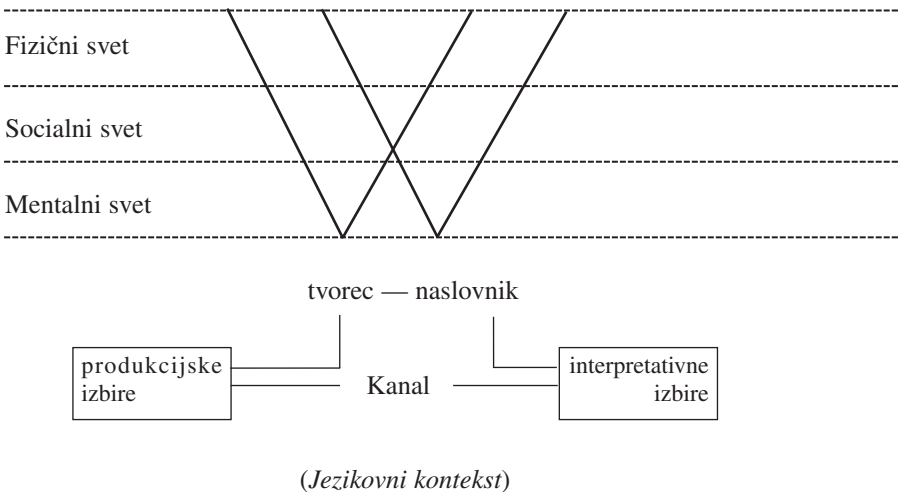 Fizični svet
Socialni svet
Mentalni svet
tvorec — naslovnik
produkcijske
izbire
Kanal
interpretativne
izbire
(Jezikovni kontekst)